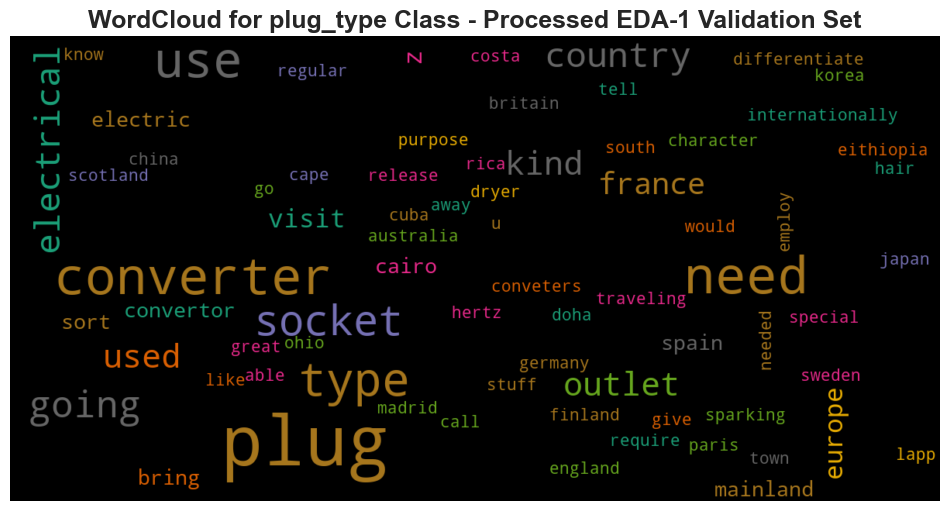 WordCloud for plug_type Class - Processed EDA-1 Validation Set
know
use
z
costa
country
differentiate
regular
korea
electrical
tell
britain
internationally
electric
purpose
character
china
rica
kind
south
eithiopia
scotland
cape
release
dryer
france
hair
go
away
employ
visit
cuba
u
would
australia
cairo
japan
converter
conveters
need
traveling
convertor
socket
hertz
doha
special
sort
great
ohio
spain
needed
used
like
able
type
germany
stuff
outlet
sweden
going
madrid
call
finland
give
sparking
europe
plug
require
paris
town
lapp
bring
england
mainland